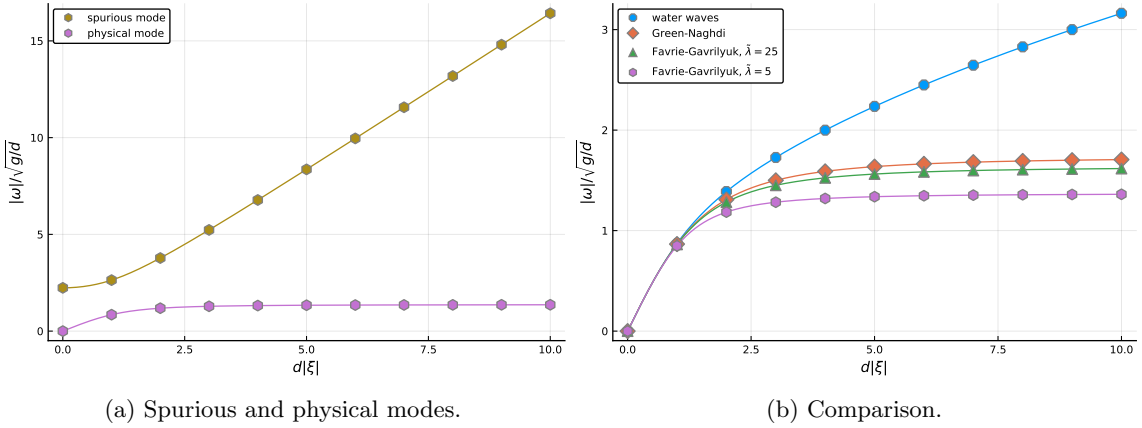 spurious mode
physical mode
15
10
5
0
|ω|/√g/d
0.0 2.5 5.0 7.5 10.0
d|ξ|
(a) Spurious and physical modes.
water waves
Green-Naghdi
Favrie-Gavrilyuk, λ̃ = 25
Favrie-Gavrilyuk, λ̃ = 5
3
2
1
0
|ω|/√g/d
0.0 2.5 5.0 7.5 10.0
d|ξ|
(b) Comparison.